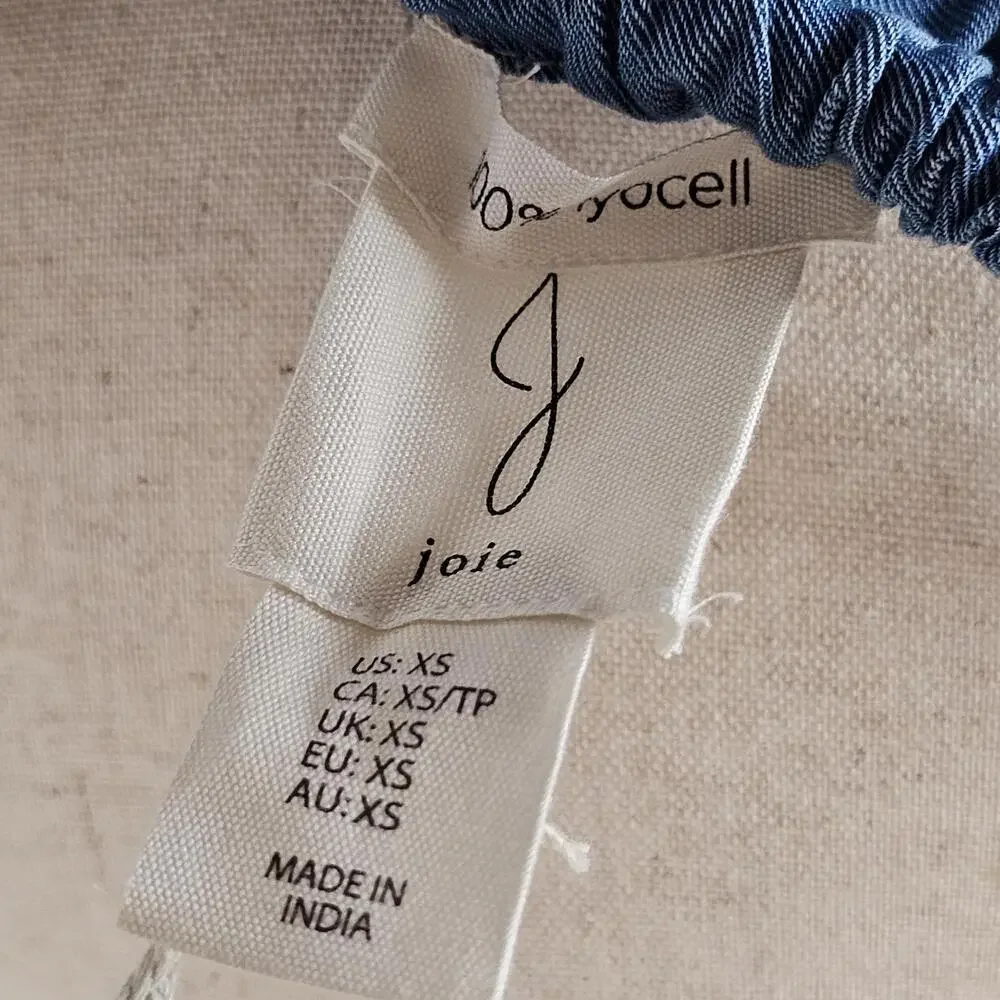 J
joie
US: XS
CA: XS/TP
UK: XS
EU: XS
AU: XS
MADE IN
INDIA